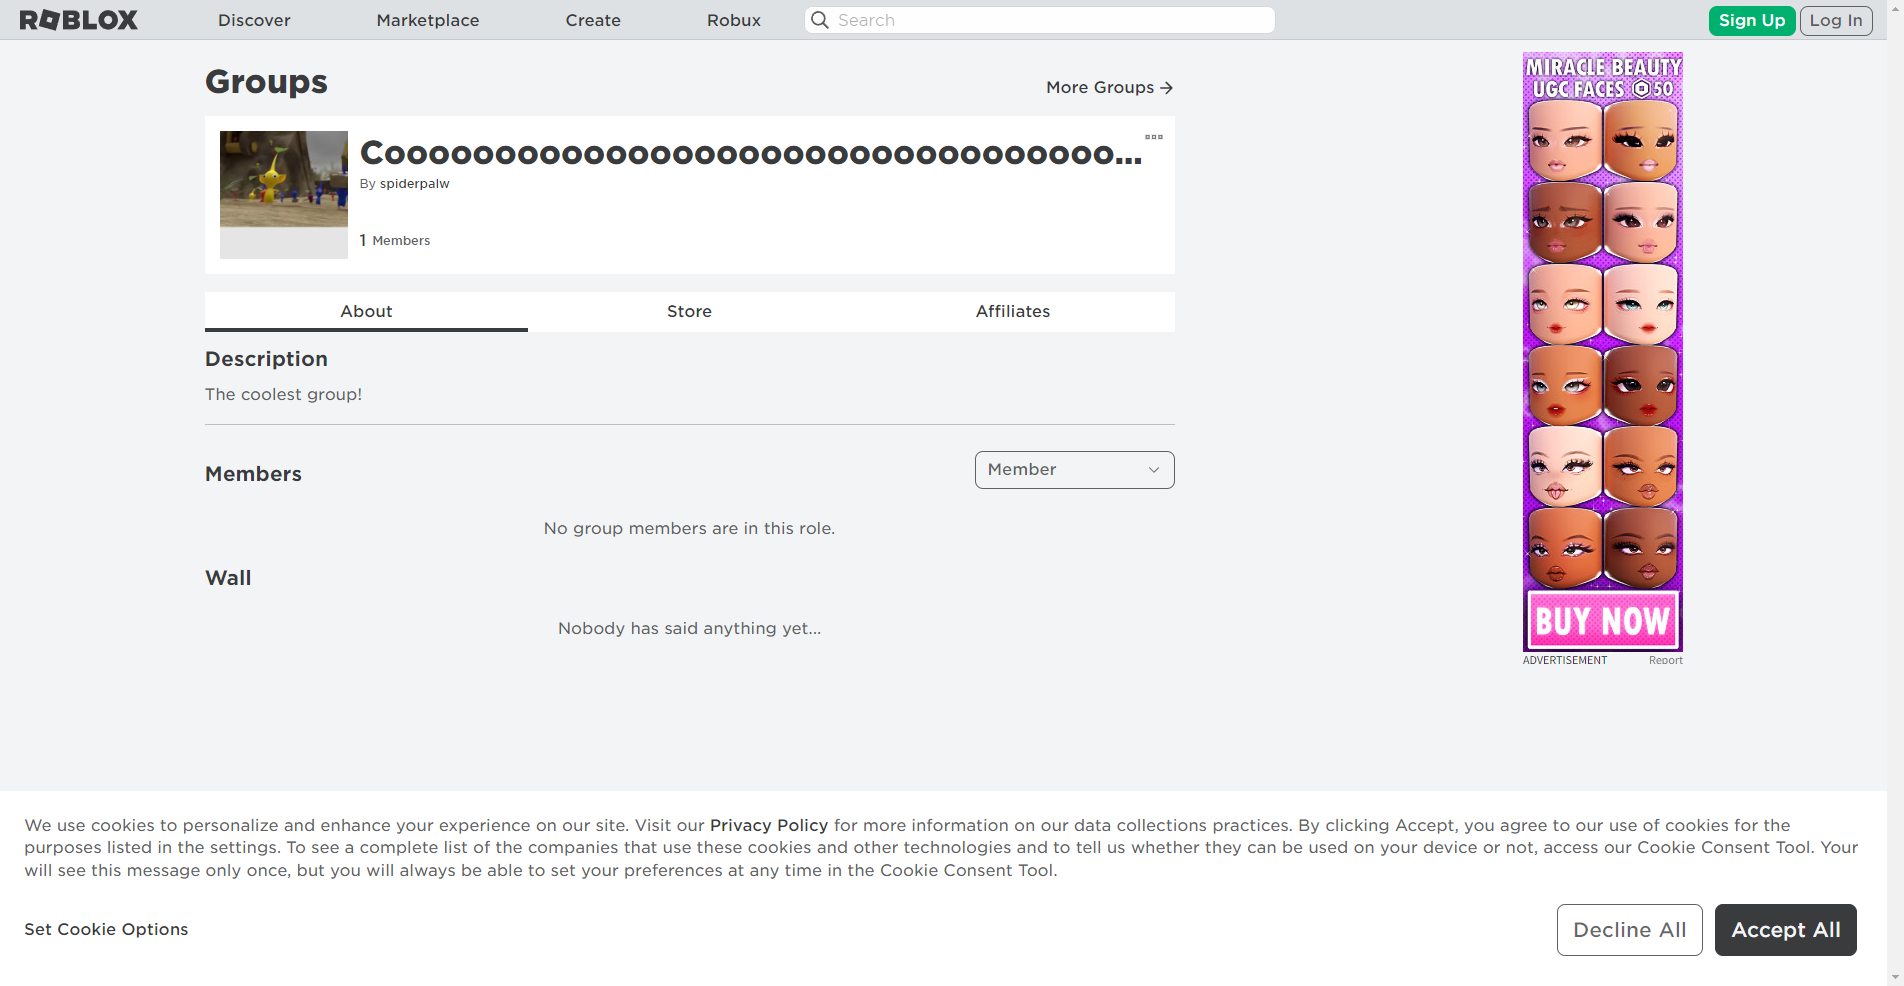 ROBLOX
Discover
Marketplace
Create
Robux
Search
Sign Up
Log In
Groups
More Groups
Cooooooooooooooooooooooooooooooooo...
By spiderpalw
1 Members
About
Store
Affiliates
Description
The coolest group!
Members
Member
No group members are in this role.
Wall
Nobody has said anything yet...
MIRACLE BEAUTY
UGC FACES 50
BUY NOW
ADVERTISEMENT
Report
We use cookies to personalize and enhance your experience on our site. Visit our Privacy Policy for more information on our data collections practices. By clicking Accept, you agree to our use of cookies for the
purposes listed in the settings. To see a complete list of the companies that use these cookies and other technologies and to tell us whether they can be used on your device or not, access our Cookie Consent Tool. Your
will see this message only once, but you will always be able to set your preferences at any time in the Cookie Consent Tool.
Set Cookie Options
Decline All
Accept All